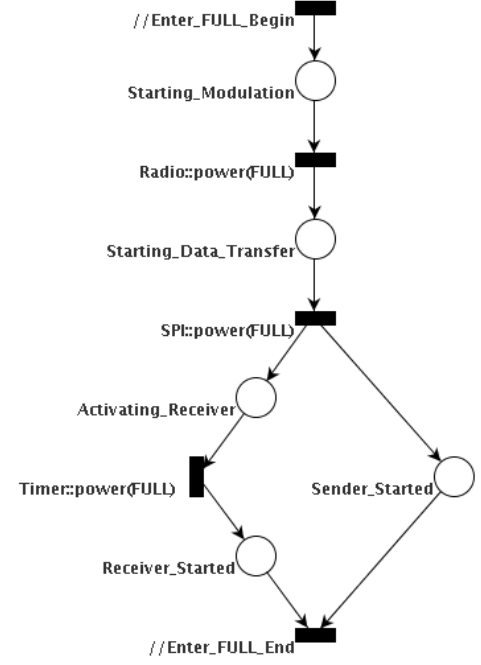 //Enter_FULL_Begin
Starting_Modulation
Radio::power(FULL)
Starting_Data_Transfer
SPI::power(FULL)
Activating_Receiver
Timer::power(FULL)
Sender_Started
Receiver_Started
//Enter_FULL_End